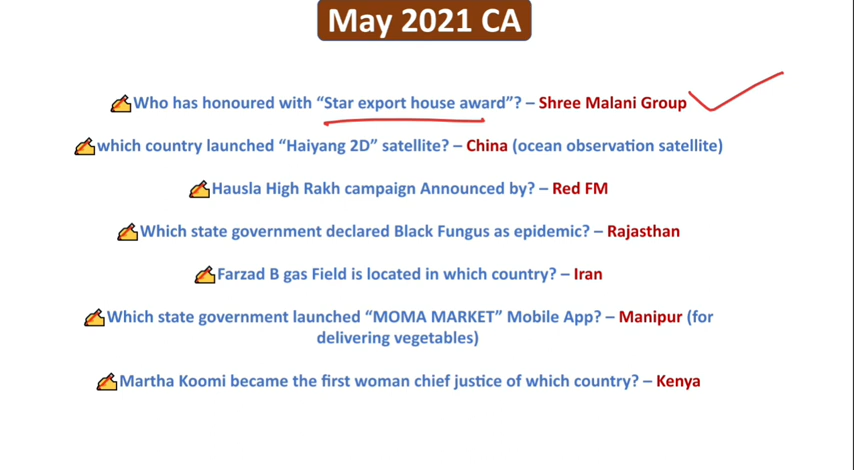 May 2021 CA
Who has honoured with “Star export house award”? – Shree Malani Group
which country launched “Haiyang 2D” satellite? – China (ocean observation satellite)
Hausla High Rakh campaign Announced by? – Red FM
Which state government declared Black Fungus as epidemic? – Rajasthan
Farzad B gas Field is located in which country? – Iran
Which state government launched “MOMA MARKET” Mobile App? – Manipur (for
delivering vegetables)
Martha Koomi became the first woman chief justice of which country? – Kenya